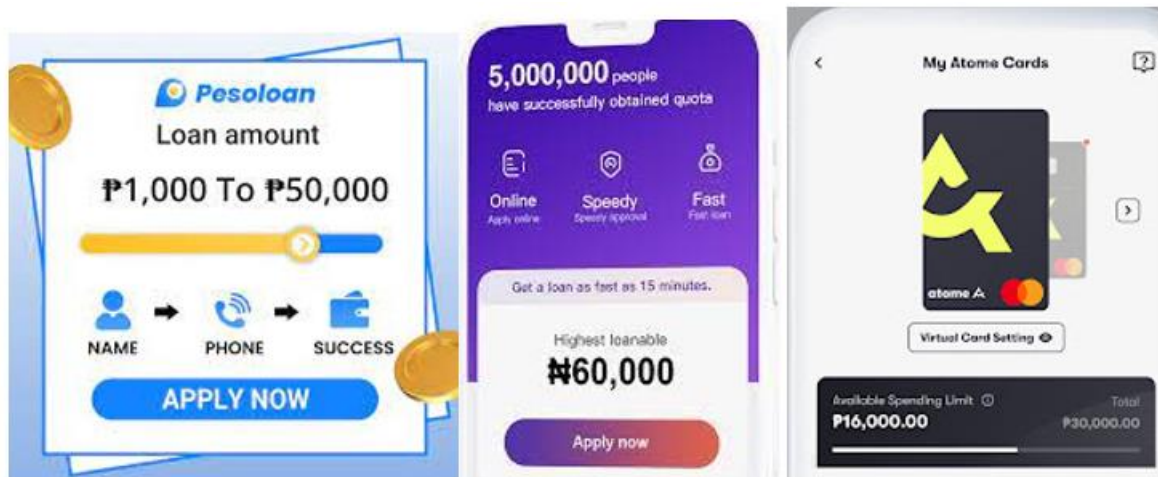 Pesoloan
Loan amount
₱1,000 To ₱50,000
NAME
PHONE
SUCCESS
APPLY NOW
5,000,000 people
have successfully obtained quota
Online
Speedy
Fast
Apply online
Speedy approval
Fast loan
Get a loan as fast as 15 minutes.
Highest loanable
₦60,000
Apply now
My Atome Cards
?
atome
Virtual Card Setting
Available Spending Limit
Total
₱16,000.00
₱30,000.00